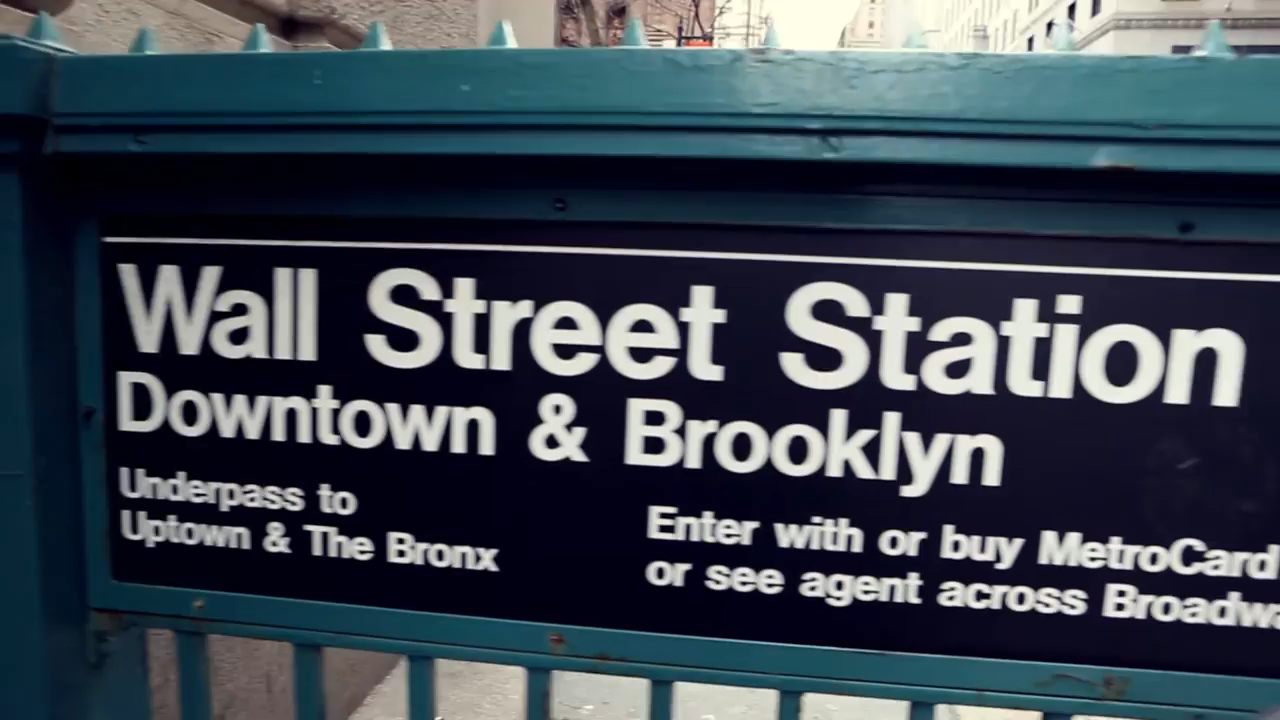 Wall Street Station
Downtown & Brooklyn
Underpass to
Uptown & The Bronx
Enter with or buy MetroCard
or see agent across Broadwa